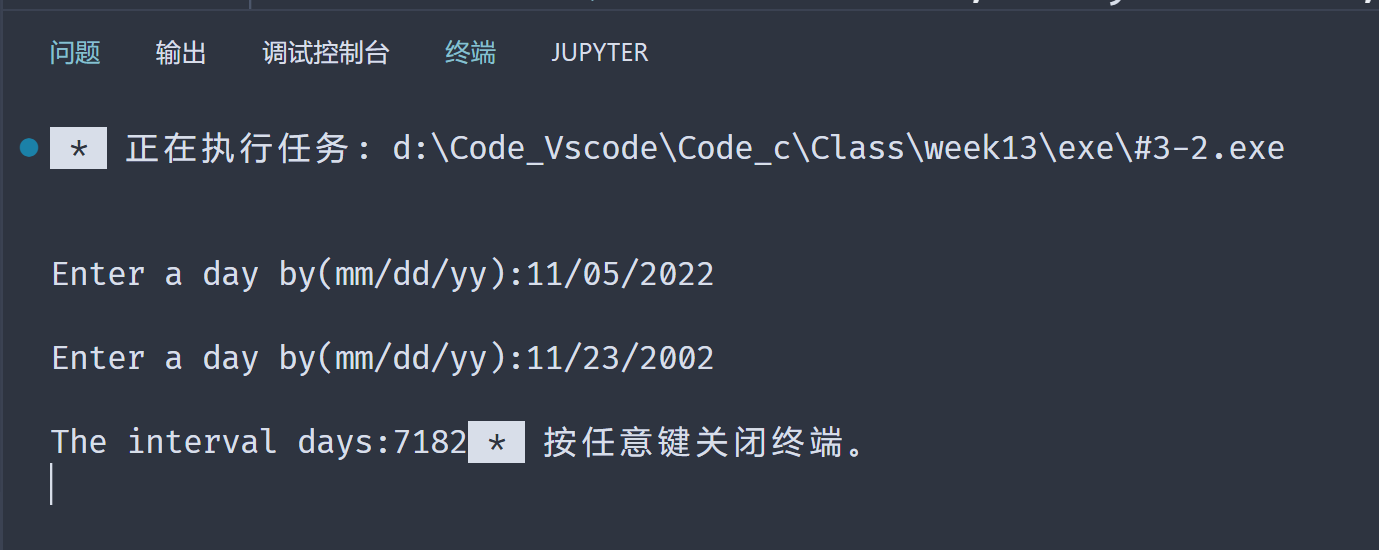 问题 输出 调试控制台 终端 JUPYTER
* 正在执行任务: d:\Code_Vscode\Code_c\Class\week13\exe\#3-2.exe
Enter a day by(mm/dd/yy):11/05/2022
Enter a day by(mm/dd/yy):11/23/2002
The interval days:7182 * 按任意键关闭终端。